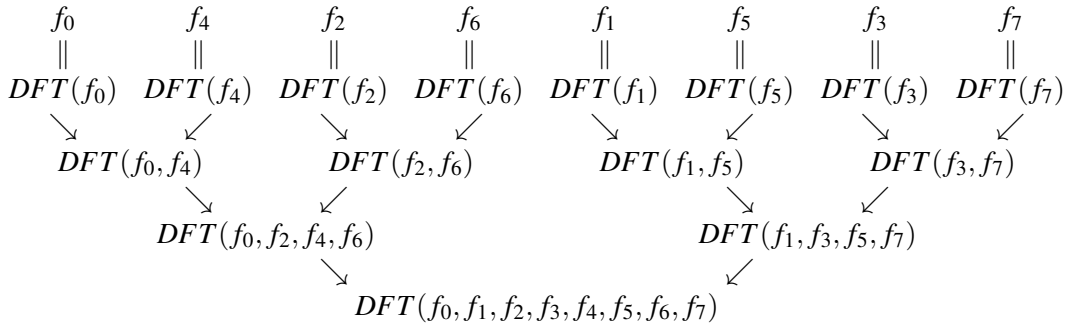 f₀ f₄ f₂ f₆ f₁ f₅ f₃ f₇
|| || || || || || || ||
DFT(f₀) DFT(f₄) DFT(f₂) DFT(f₆) DFT(f₁) DFT(f₅) DFT(f₃) DFT(f₇)
↘ ↙ ↘ ↙ ↘ ↙ ↘ ↙
DFT(f₀, f₄) DFT(f₂, f₆) DFT(f₁, f₅) DFT(f₃, f₇)
↘ ↙ ↘ ↙
DFT(f₀, f₂, f₄, f₆) DFT(f₁, f₃, f₅, f₇)
↘ ↙
DFT(f₀, f₁, f₂, f₃, f₄, f₅, f₆, f₇)